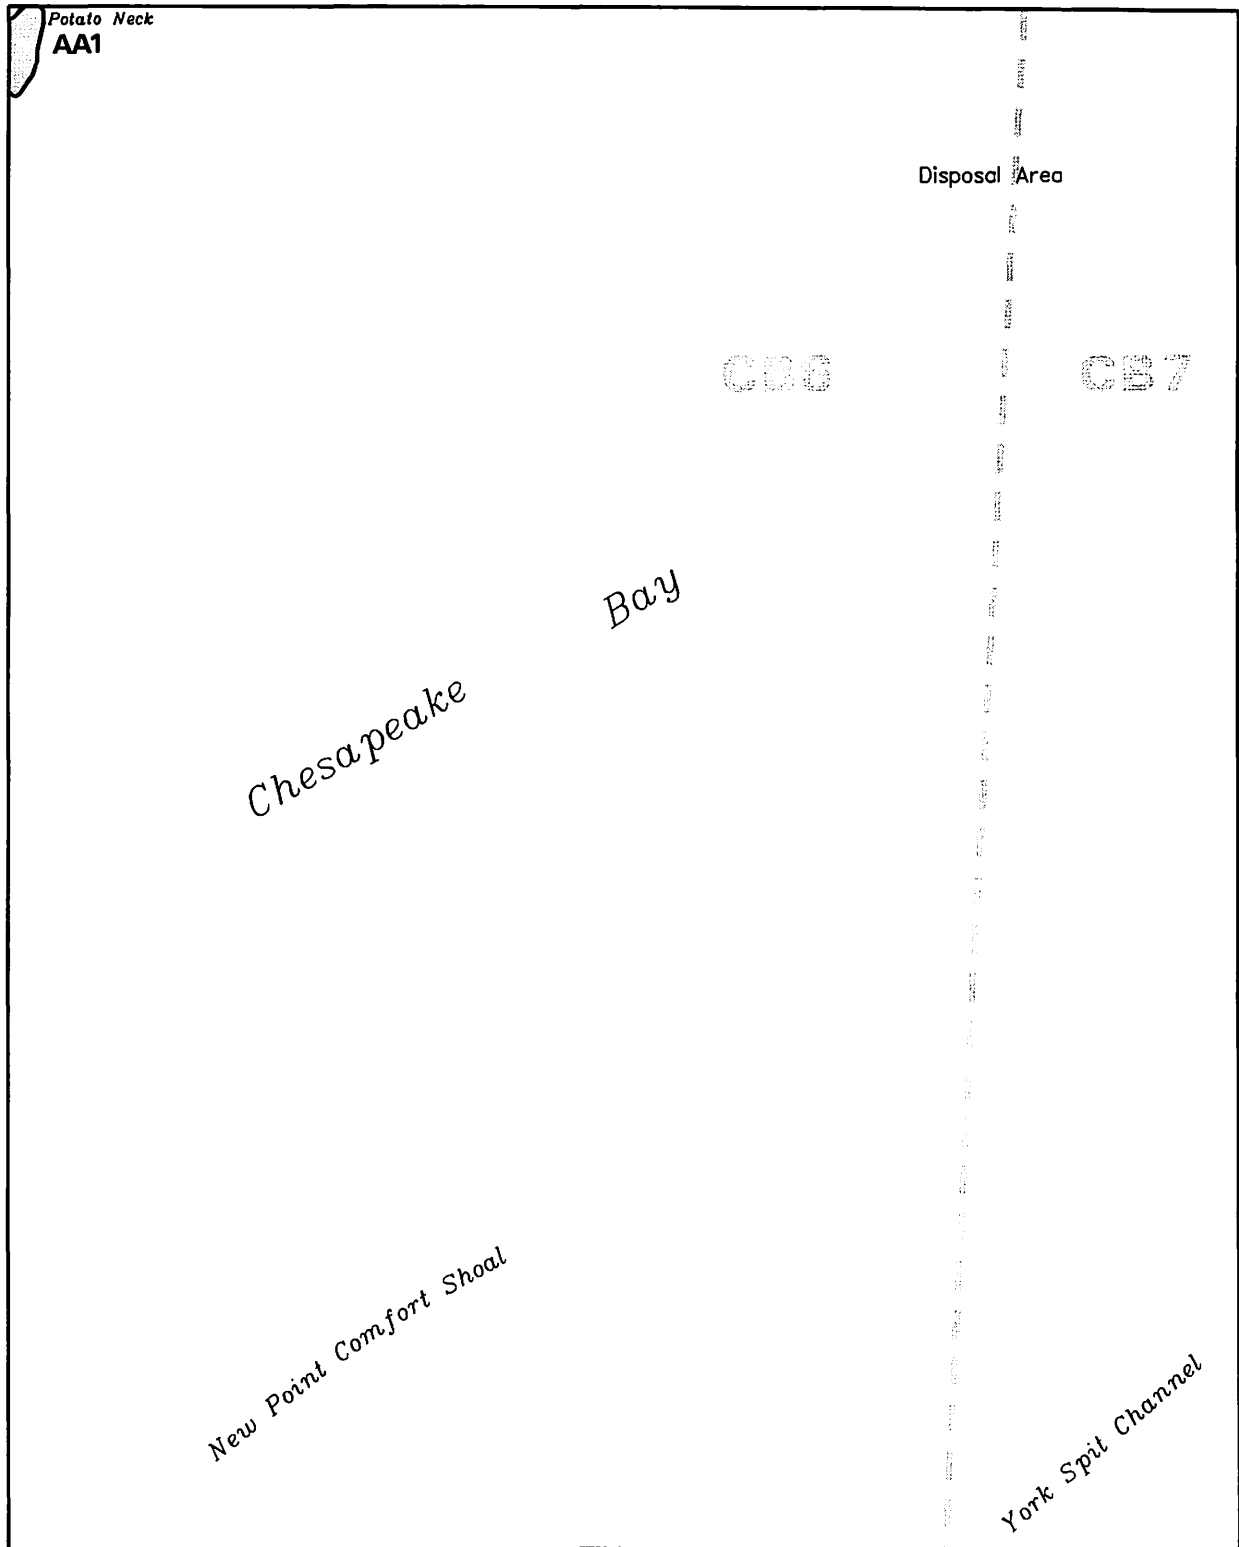 Potato Neck
AA1
Disposal Area
CB6
CB7
Chesapeake Bay
New Point Comfort Shoal
York Spit Channel